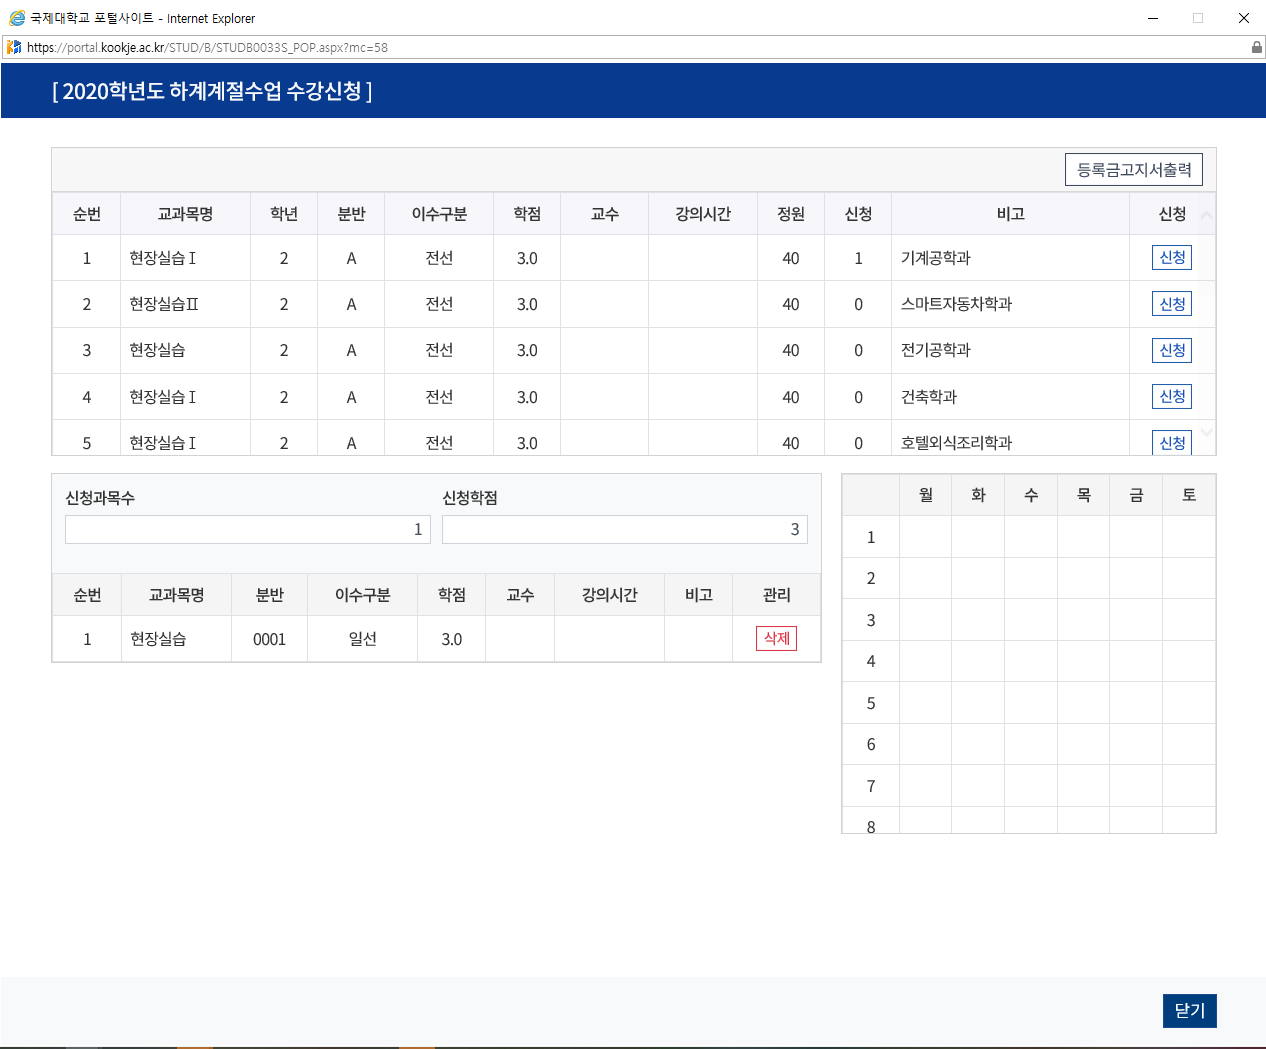 국제대학교 포털사이트 - Internet Explorer
https://portal.kookje.ac.kr/STUD/B/STUDB0033S_POP.aspx?mc=58
[ 2020학년도 하계계절수업 수강신청 ]
등록금고지서출력
순번 교과목명 학년 분반 이수구분 학점 교수 강의시간 정원 신청 비고 신청
1 현장실습Ⅰ 2 A 전선 3.0 40 1 기계공학과 신청
2 현장실습Ⅱ 2 A 전선 3.0 40 0 스마트자동차학과 신청
3 현장실습 2 A 전선 3.0 40 0 전기공학과 신청
4 현장실습Ⅰ 2 A 전선 3.0 40 0 건축학과 신청
5 현장실습Ⅰ 2 A 전선 3.0 40 0 호텔외식조리학과 신청
신청과목수 신청학점
1 3
순번 교과목명 분반 이수구분 학점 교수 강의시간 비고 관리
1 현장실습 0001 일선 3.0 삭제
월 화 수 목 금 토
1
2
3
4
5
6
7
8
닫기